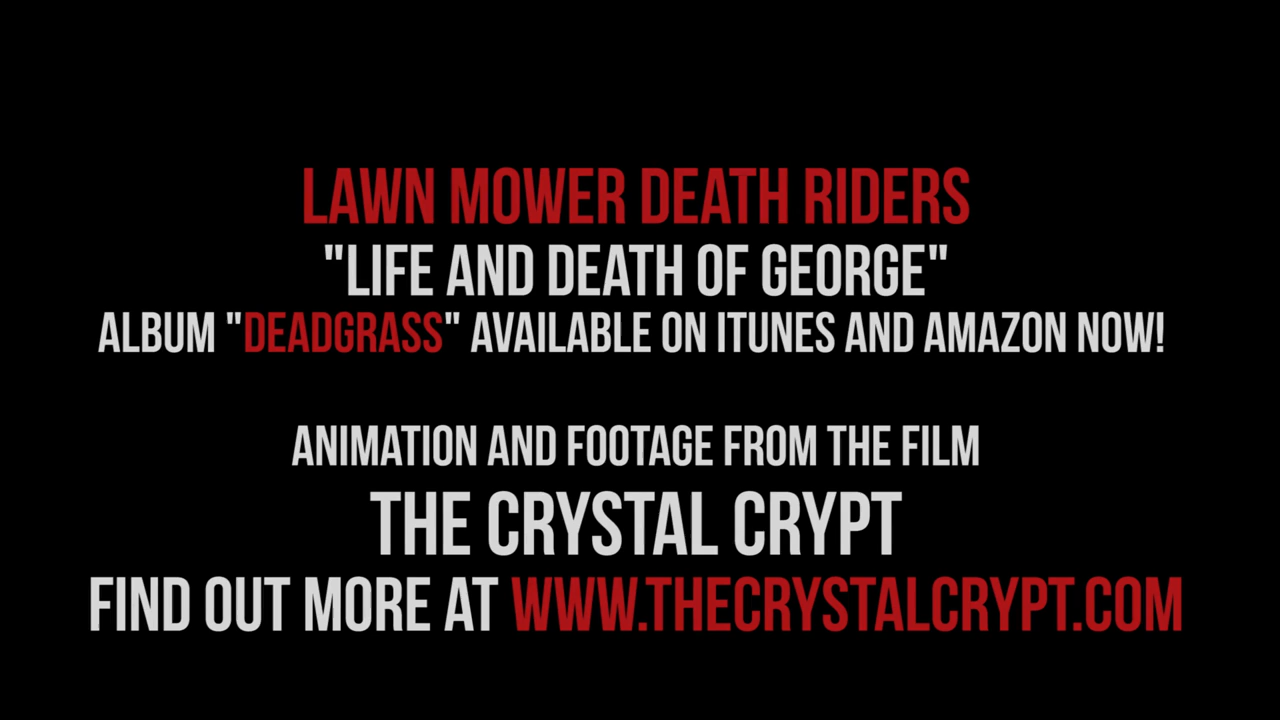 LAWN MOWER DEATH RIDERS
"LIFE AND DEATH OF GEORGE"
ALBUM "DEADGRASS" AVAILABLE ON ITUNES AND AMAZON NOW!
ANIMATION AND FOOTAGE FROM THE FILM
THE CRYSTAL CRYPT
FIND OUT MORE AT WWW.THECRYSTALCRYPT.COM